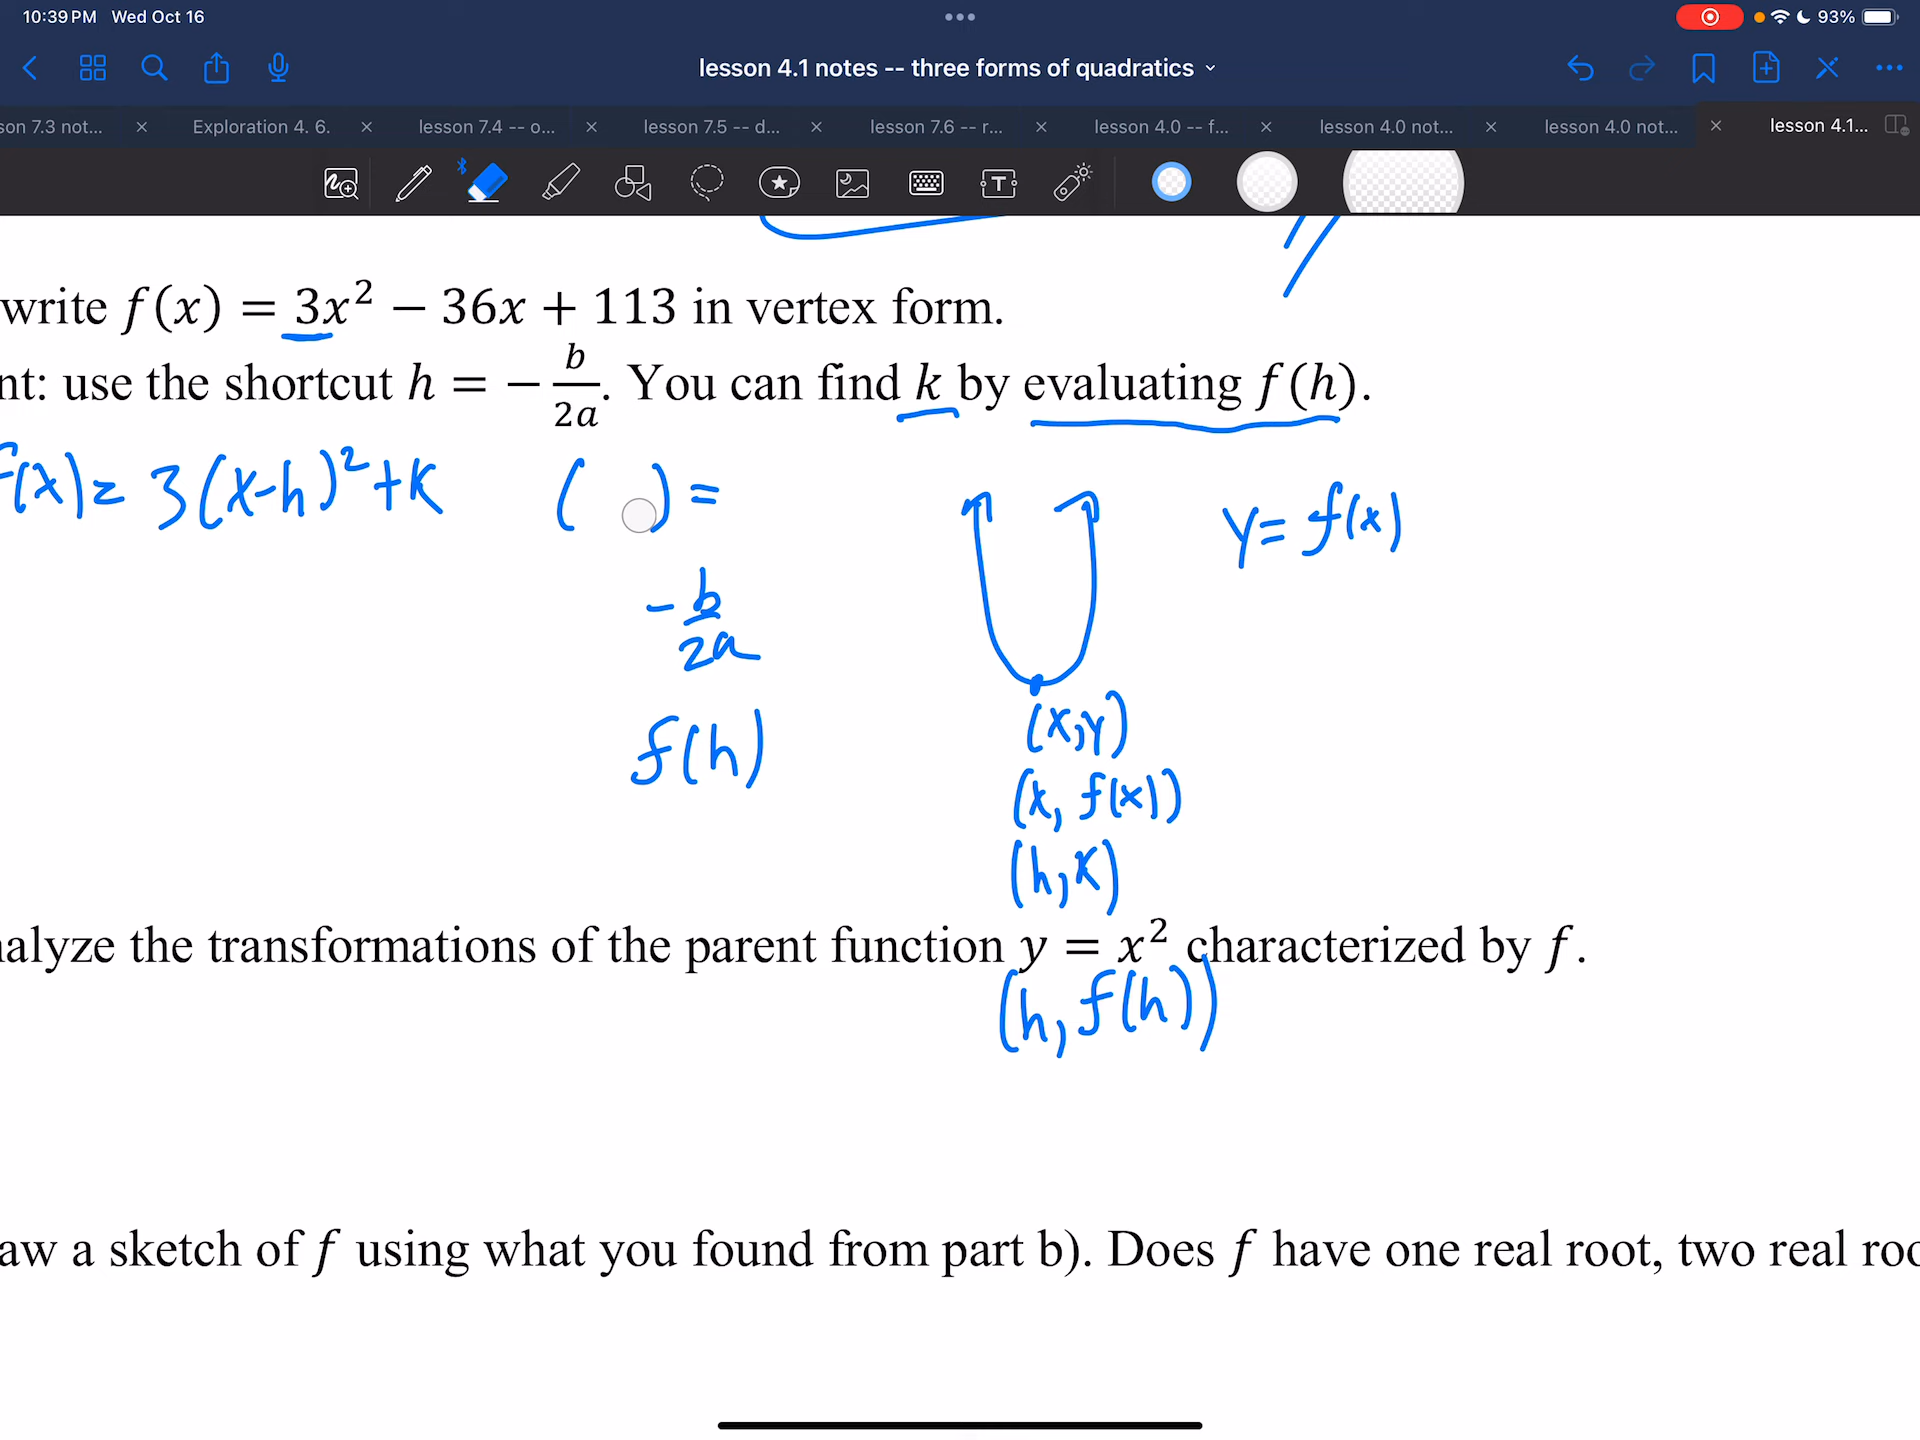 10:39 PM Wed Oct 16
93%
lesson 4.1 notes -- three forms of quadratics
son 7.3 not... × Exploration 4. 6. × lesson 7.4 -- o... × lesson 7.5 -- d... × lesson 7.6 -- r... × lesson 4.0 -- f... × lesson 4.0 not... × lesson 4.0 not... × lesson 4.1...
write f(x) = 3x² − 36x + 113 in vertex form.
nt: use the shortcut h = −b/2a. You can find k by evaluating f(h).
f(x) = 3(x-h)²+k ( ) =
y = f(x)
-b/2a
f(h)
(x,y)
(x, f(x))
(h,k)
nalyze the transformations of the parent function y = x² characterized by f.
(h, f(h))
aw a sketch of f using what you found from part b). Does f have one real root, two real roo